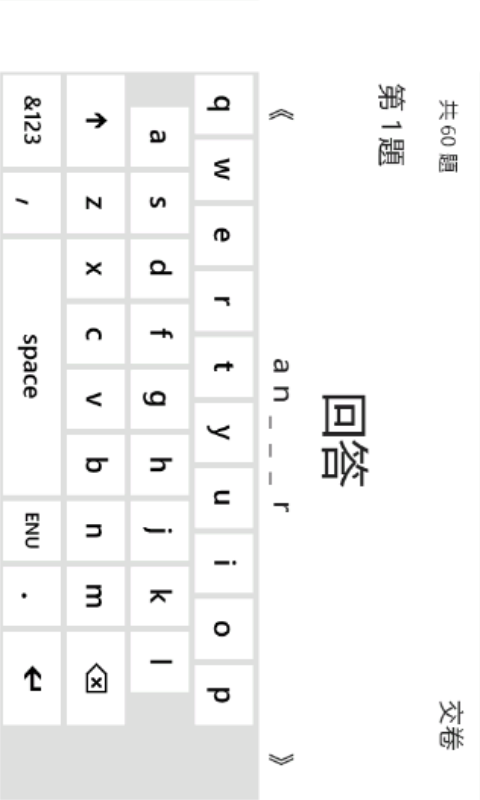 共 60 題
交卷
第 1 題
回答
《 a n _ _ _ r 》
q w e r t y u i o p
a s d f g h j k l
↑ z x c v b n m ⌫
&123 , space ENU . ↵